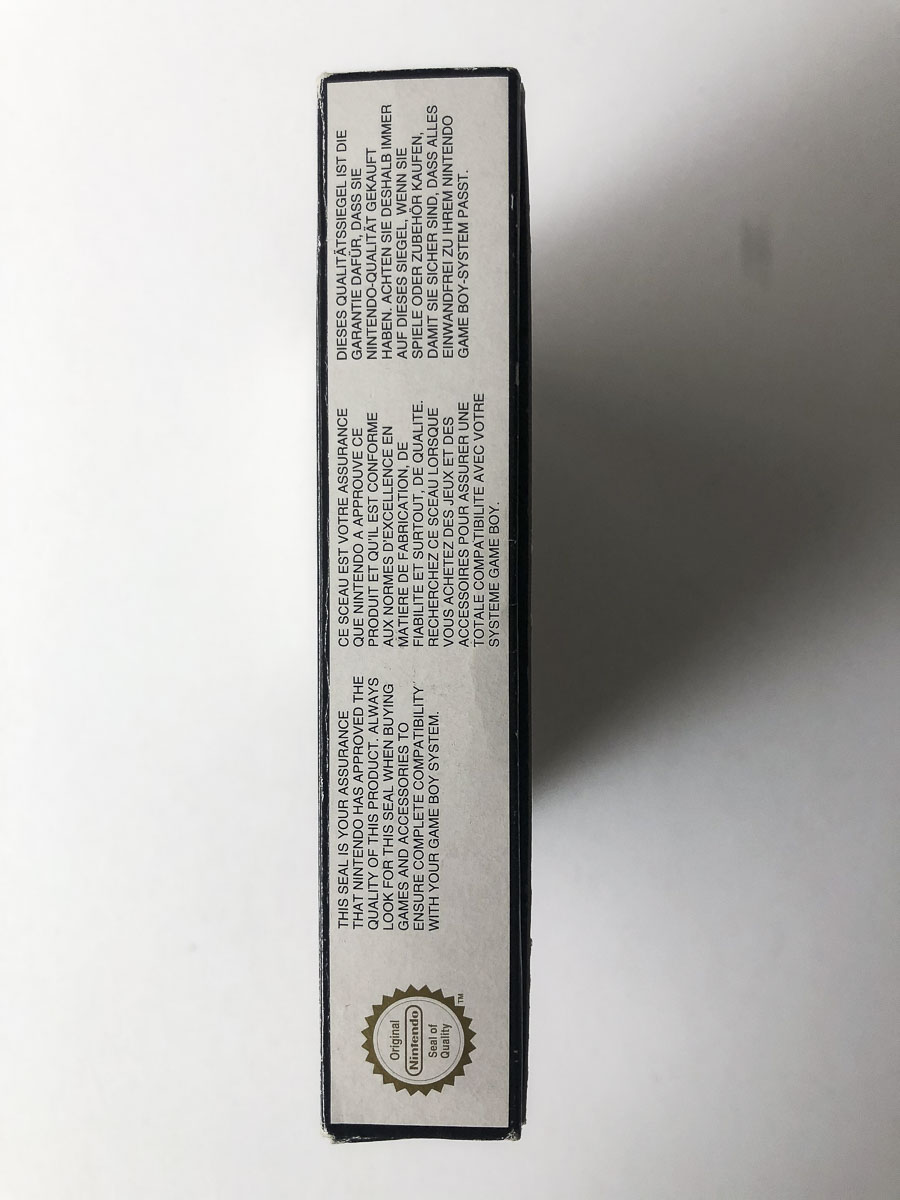 Original
Nintendo
Seal of
Quality
TM
THIS SEAL IS YOUR ASSURANCE
THAT NINTENDO HAS APPROVED THE
QUALITY OF THIS PRODUCT. ALWAYS
LOOK FOR THIS SEAL WHEN BUYING
GAMES AND ACCESSORIES TO
ENSURE COMPLETE COMPATIBILITY
WITH YOUR GAME BOY SYSTEM.
CE SCEAU EST VOTRE ASSURANCE
QUE NINTENDO A APPROUVE CE
PRODUIT ET QU'IL EST CONFORME
AUX NORMES D'EXCELLENCE EN
MATIERE DE FABRICATION, DE
FIABILITE ET SURTOUT, DE QUALITE.
RECHERCHEZ CE SCEAU LORSQUE
VOUS ACHETEZ DES JEUX ET DES
ACCESSOIRES POUR ASSURER UNE
TOTALE COMPATIBILITE AVEC VOTRE
SYSTEME GAME BOY.
DIESES QUALITÄTSSIEGEL IST DIE
GARANTIE DAFÜR, DASS SIE
NINTENDO-QUALITÄT GEKAUFT
HABEN. ACHTEN SIE DESHALB IMMER
AUF DIESES SIEGEL, WENN SIE
SPIELE ODER ZUBEHÖR KAUFEN,
DAMIT SIE SICHER SIND, DASS ALLES
EINWANDFREI ZU IHREM NINTENDO
GAME BOY-SYSTEM PASST.